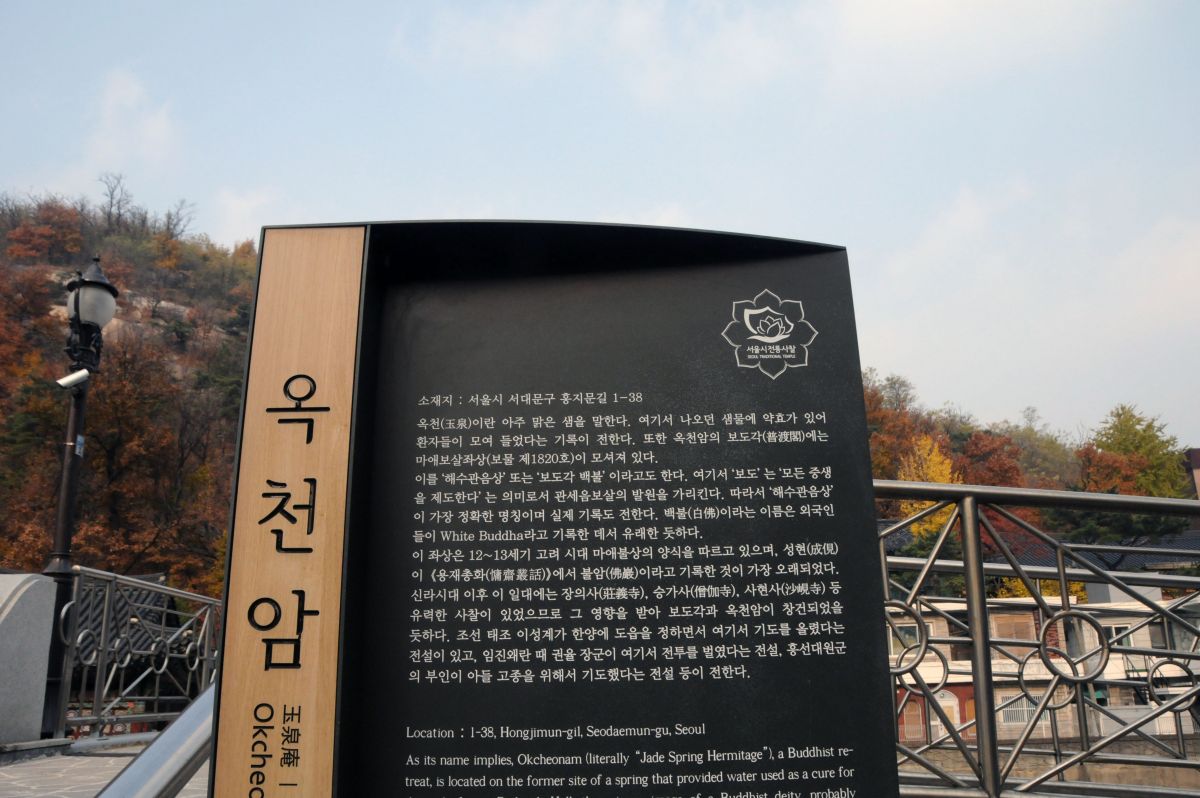 옥천암
玉泉庵 |
Okcheo
서울시전통사찰
SEOUL TRADITIONAL TEMPLE
소재지 : 서울시 서대문구 홍지문길 1-38
옥천(玉泉)이란 아주 맑은 샘을 말한다. 여기서 나오던 샘물에 약효가 있어
환자들이 모여 들었다는 기록이 전한다. 또한 옥천암의 보도각(普渡閣)에는
마애보살좌상(보물 제1820호)이 모셔져 있다.
이를 ‘해수관음상’ 또는 ‘보도각 백불’ 이라고도 한다. 여기서 ‘보도’ 는 ‘모든 중생
을 제도한다’ 는 의미로서 관세음보살의 발원을 가리킨다. 따라서 ‘해수관음상’
이 가장 정확한 명칭이며 실제 기록도 전한다. 백불(白佛)이라는 이름은 외국인
들이 White Buddha라고 기록한 데서 유래한 듯하다.
이 좌상은 12~13세기 고려 시대 마애불상의 양식을 따르고 있으며, 성현(成俔)
이 《용재총화(慵齋叢話)》에서 불암(佛巖)이라고 기록한 것이 가장 오래되었다.
신라시대 이후 이 일대에는 장의사(莊義寺), 승가사(僧伽寺), 사현사(沙峴寺) 등
유력한 사찰이 있었으므로 그 영향을 받아 보도각과 옥천암이 창건되었을
듯하다. 조선 태조 이성계가 한양에 도읍을 정하면서 여기서 기도를 올렸다는
전설이 있고, 임진왜란 때 권율 장군이 여기서 전투를 벌였다는 전설, 흥선대원군
의 부인이 아들 고종을 위해서 기도했다는 전설 등이 전한다.
Location : 1-38, Hongjimun-gil, Seodaemun-gu, Seoul
As its name implies, Okcheonam (literally “Jade Spring Hermitage”), a Buddhist re-
treat, is located on the former site of a spring that provided water used as a cure for
of a Buddhist deity, probably